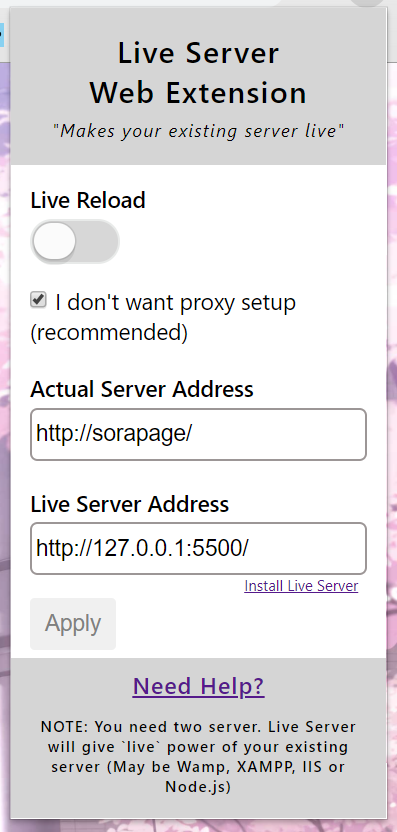 Live Server
Web Extension
"Makes your existing server live"
Live Reload
I don't want proxy setup
(recommended)
Actual Server Address
http://sorapage/
Live Server Address
http://127.0.0.1:5500/
Install Live Server
Apply
Need Help?
NOTE: You need two server. Live Server
will give `live` power of your existing
server (May be Wamp, XAMPP, IIS or
Node.js)